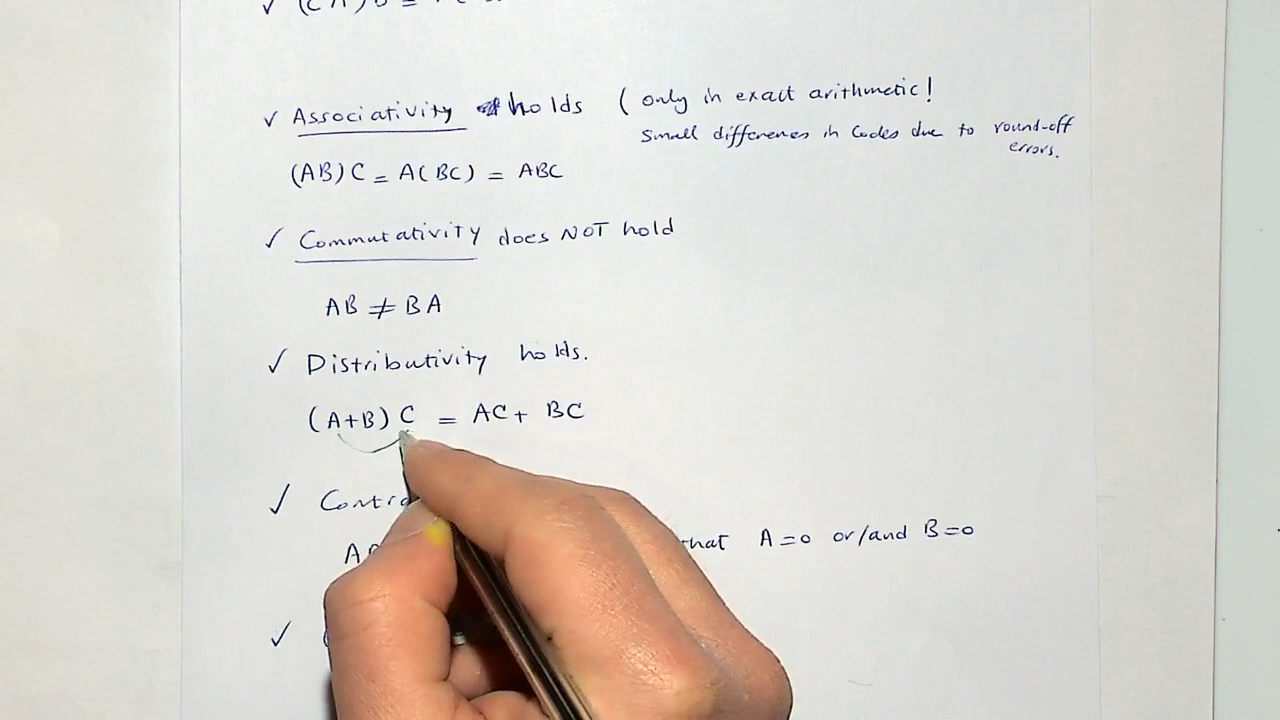 ✓ Associativity holds ( only in exact arithmetic!
small differences in codes due to round-off
errors.
(AB)C = A(BC) = ABC
✓ Commutativity does NOT hold
AB ≠ BA
✓ Distributivity holds.
(A+B) C = AC + BC
✓ Contra
that A=0 or/and B=0
✓